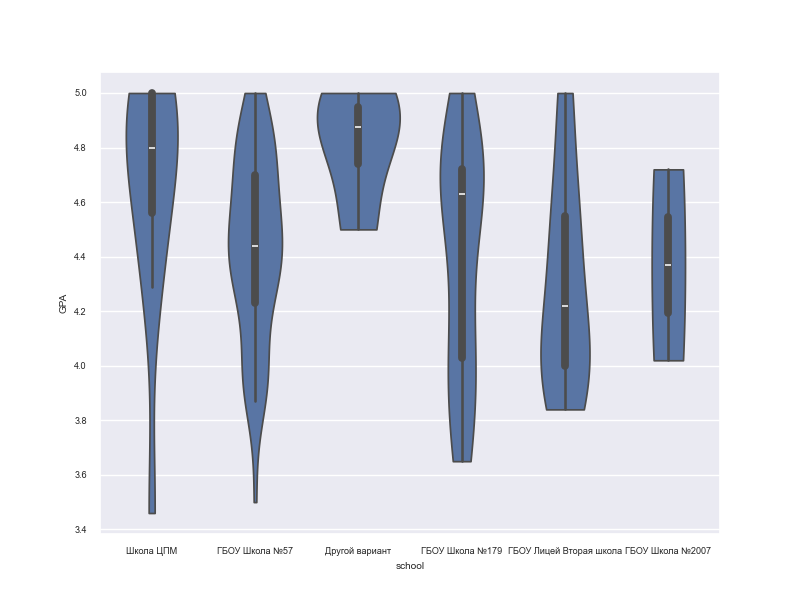 5.0
4.8
4.6
4.4
4.2
4.0
3.8
3.6
3.4
GPA
Школа ЦПМ
ГБОУ Школа №57
Другой вариант
ГБОУ Школа №179
ГБОУ Лицей Вторая школа
ГБОУ Школа №2007
school